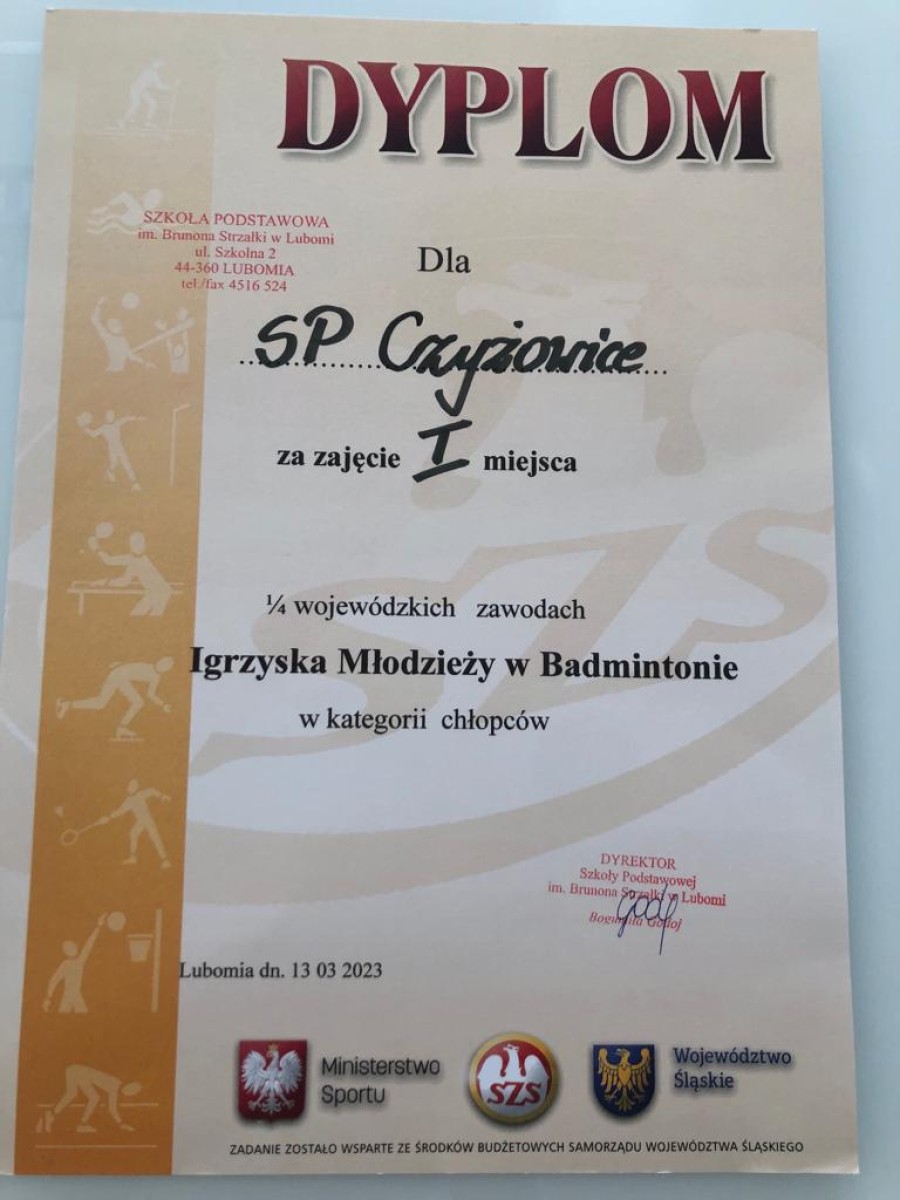 DYPLOM
SZKOŁA PODSTAWOWA
im. Brunona Strzałki w Lubomi
ul. Szkolna 2
44-360 LUBOMIA
tel./fax 4516 524
Dla
SP Czyżowice
za zajęcie I miejsca
SZS
¼ wojewódzkich zawodach
Igrzyska Młodzieży w Badmintonie
w kategorii chłopców
DYREKTOR
Szkoły Podstawowej
im. Brunona Strzałki w Lubomi
Bogumiła Godoj
Lubomia dn. 13 03 2023
Ministerstwo
Sportu
SZS
Województwo
Śląskie
ZADANIE ZOSTAŁO WSPARTE ZE ŚRODKÓW BUDŻETOWYCH SAMORZĄDU WOJEWÓDZTWA ŚLĄSKIEGO